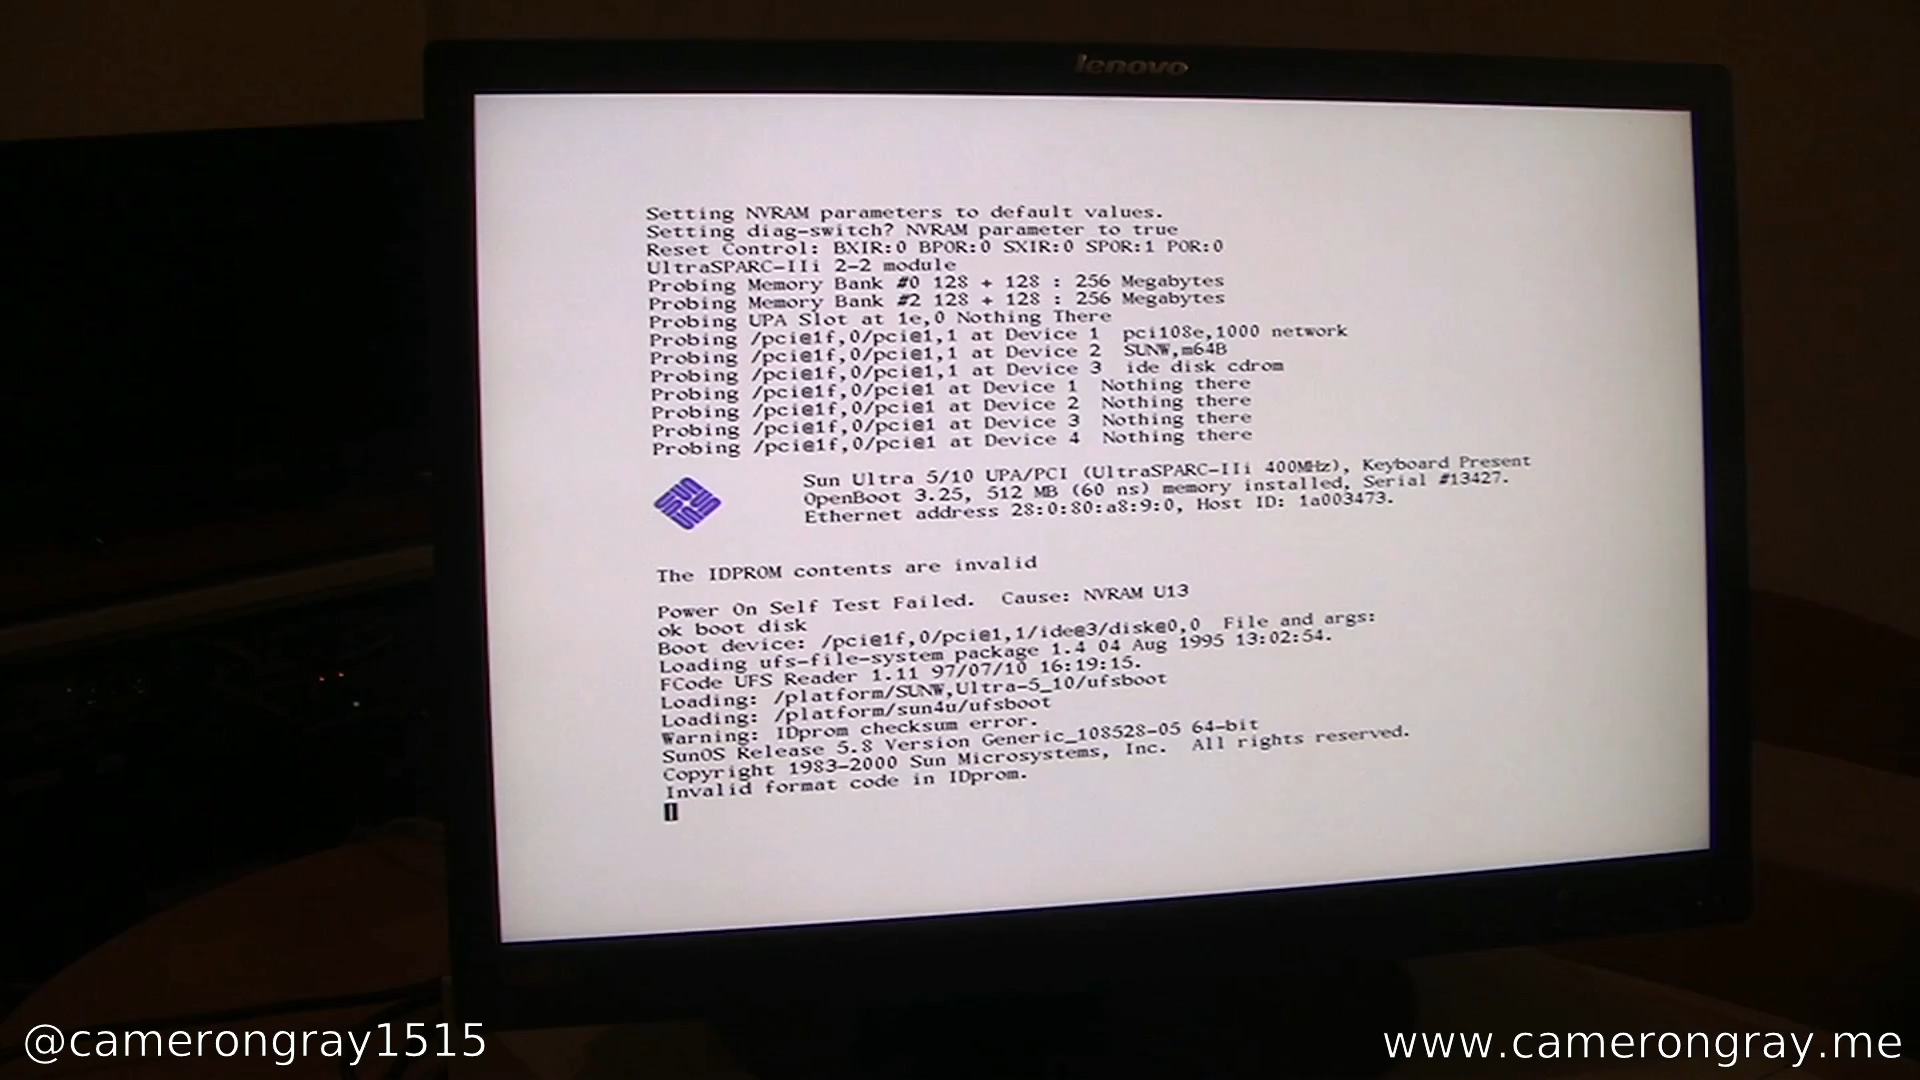 lenovo
Setting NVRAM parameters to default values.
Setting diag-switch? NVRAM parameter to true
Reset Control: BXIR:0 BPOR:0 SXIR:0 SPOR:1 POR:0
UltraSPARC-IIi 2-2 module
Probing Memory Bank #0 128 + 128 : 256 Megabytes
Probing Memory Bank #2 128 + 128 : 256 Megabytes
Probing UPA Slot at 1e,0 Nothing There
Probing /pci@1f,0/pci@1,1 at Device 1  pci108e,1000 network
Probing /pci@1f,0/pci@1,1 at Device 2  SUNW,m64B
Probing /pci@1f,0/pci@1,1 at Device 3  ide disk cdrom
Probing /pci@1f,0/pci@1 at Device 1  Nothing there
Probing /pci@1f,0/pci@1 at Device 2  Nothing there
Probing /pci@1f,0/pci@1 at Device 3  Nothing there
Probing /pci@1f,0/pci@1 at Device 4  Nothing there
Sun Ultra 5/10 UPA/PCI (UltraSPARC-IIi 400MHz), Keyboard Present
OpenBoot 3.25, 512 MB (60 ns) memory installed, Serial #13427.
Ethernet address 28:0:80:a8:9:0, Host ID: 1a003473.
The IDPROM contents are invalid
Power On Self Test Failed.  Cause: NVRAM U13
ok boot disk
Boot device: /pci@1f,0/pci@1,1/ide@3/disk@0,0  File and args:
Loading ufs-file-system package 1.4 04 Aug 1995 13:02:54.
FCode UFS Reader 1.11 97/07/10 16:19:15.
Loading: /platform/SUNW,Ultra-5_10/ufsboot
Loading: /platform/sun4u/ufsboot
Warning: IDprom checksum error.
SunOS Release 5.8 Version Generic_108528-05 64-bit
Copyright 1983-2000 Sun Microsystems, Inc.  All rights reserved.
Invalid format code in IDprom.
@camerongray1515
www.camerongray.me